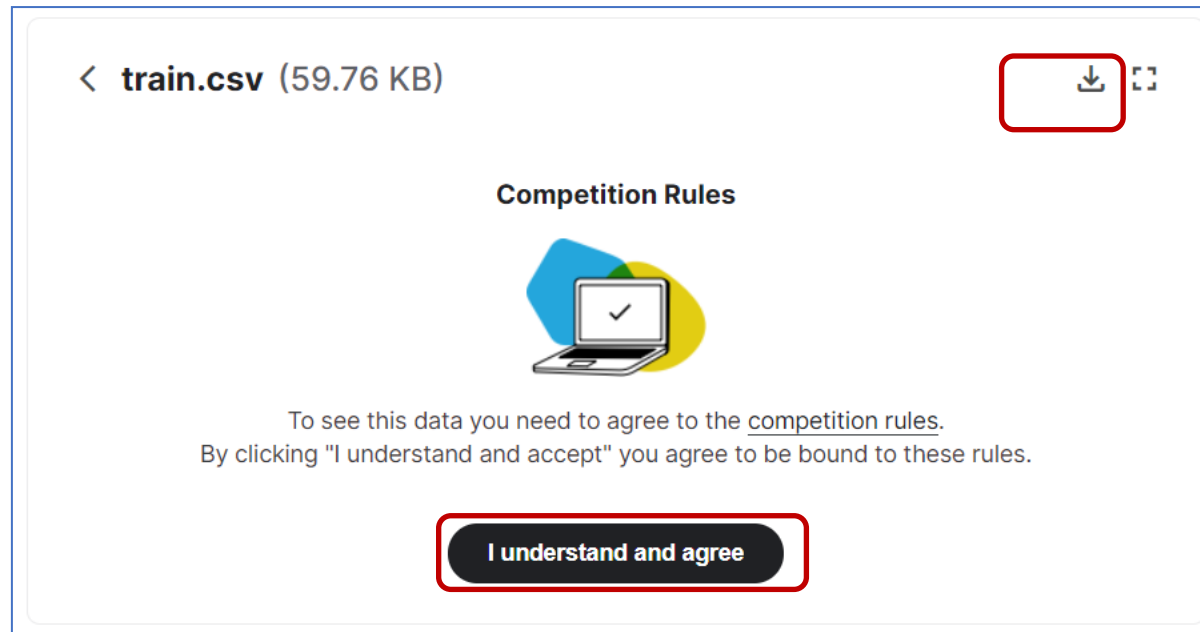 train.csv (59.76 KB)
Competition Rules
To see this data you need to agree to the competition rules.
By clicking "I understand and accept" you agree to be bound to these rules.
I understand and agree